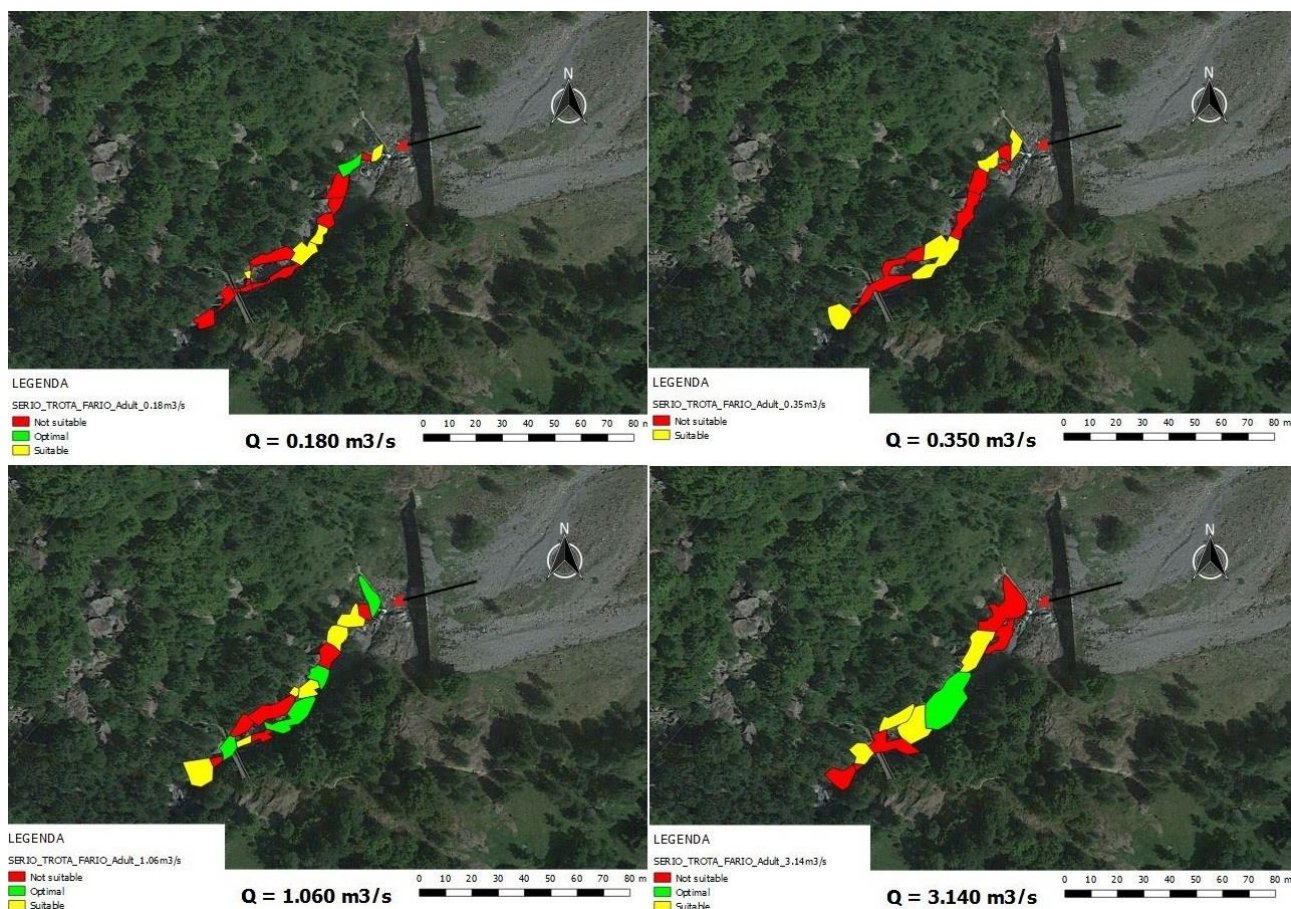 N
LEGENDA
SERIO_TROTA_FARIO_Adult_0.18m3/s
Not suitable
Optimal
Suitable
Q = 0.180 m3/s
0 10 20 30 40 50 60 70 80 m
N
LEGENDA
SERIO_TROTA_FARIO_Adult_0.35m3/s
Not suitable
Suitable
Q = 0.350 m3/s
0 10 20 30 40 50 60 70 80 m
N
LEGENDA
SERIO_TROTA_FARIO_Adult_1.06m3/s
Not suitable
Optimal
Suitable
Q = 1.060 m3/s
0 10 20 30 40 50 60 70 80 m
N
LEGENDA
SERIO_TROTA_FARIO_Adult_3.14m3/s
Not suitable
Optimal
Suitable
Q = 3.140 m3/s
0 10 20 30 40 50 60 70 80 m